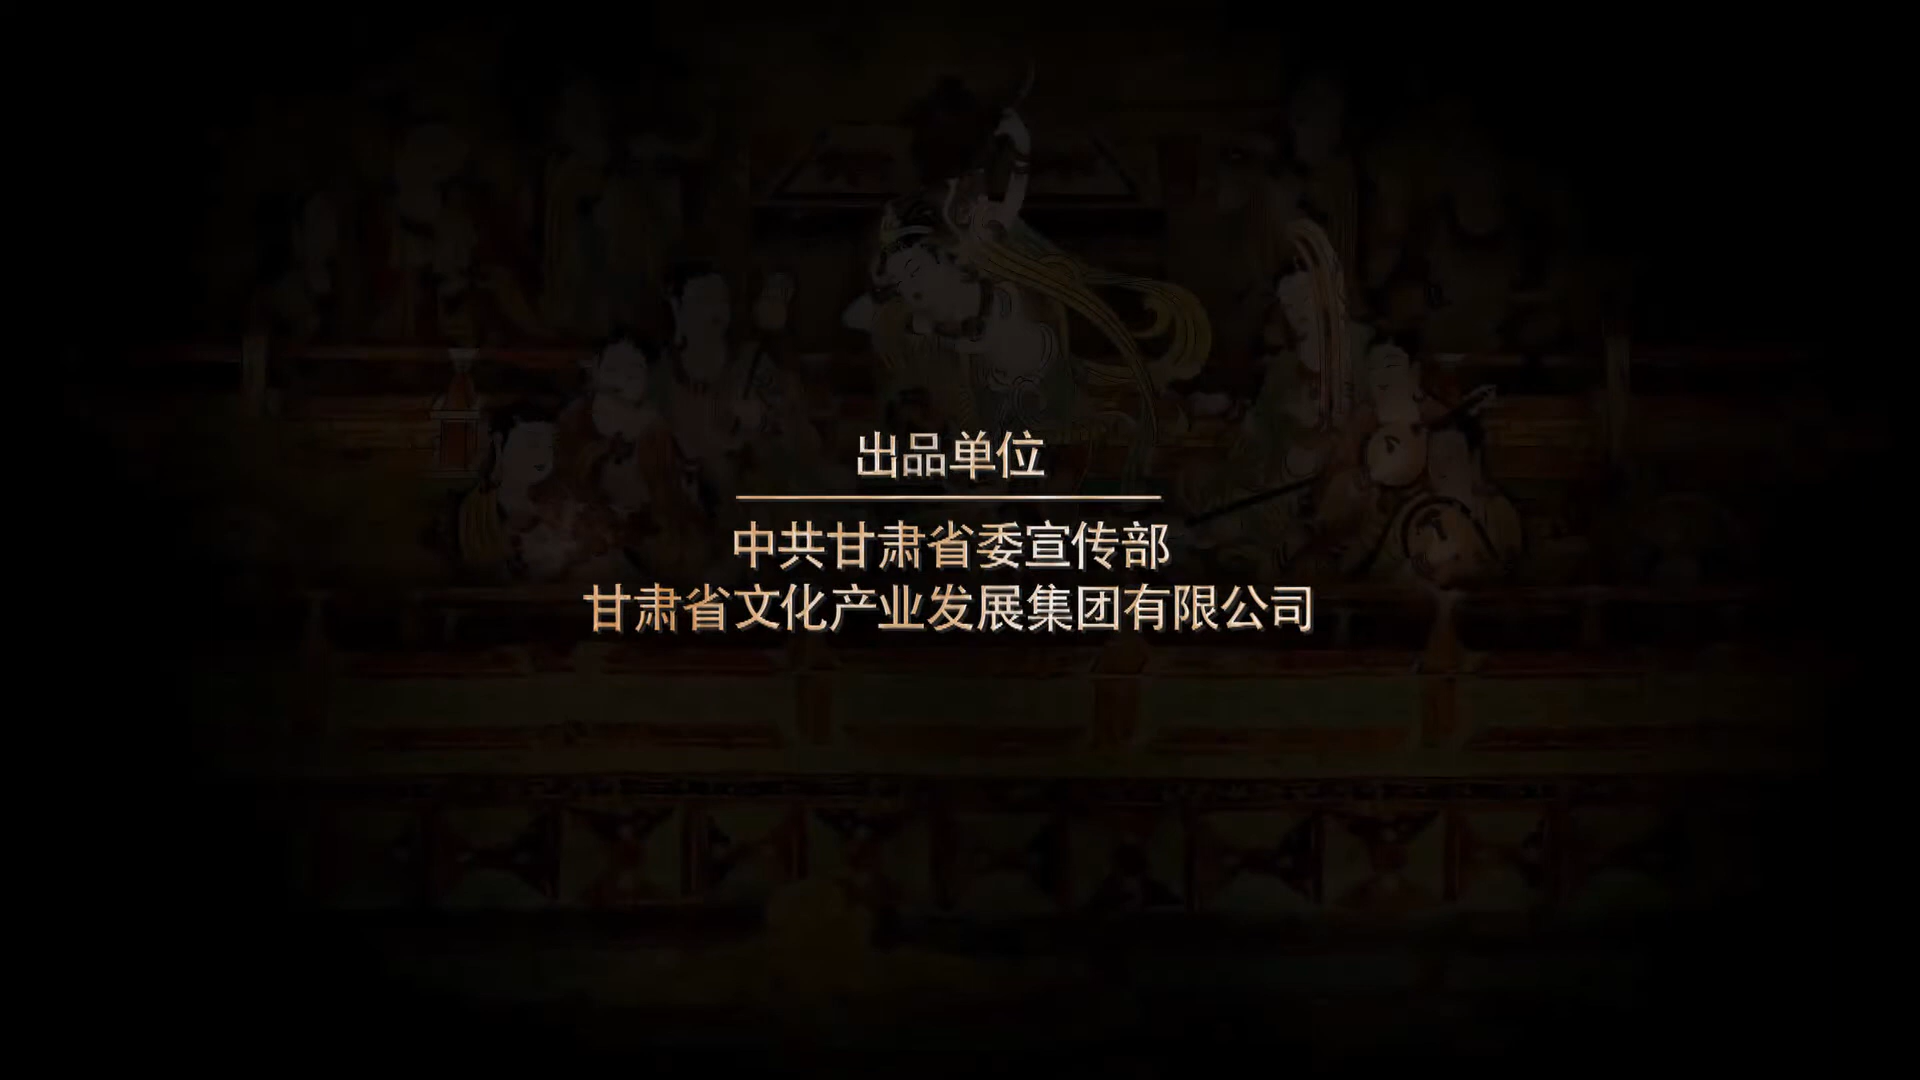 出品单位
中共甘肃省委宣传部
甘肃省文化产业发展集团有限公司